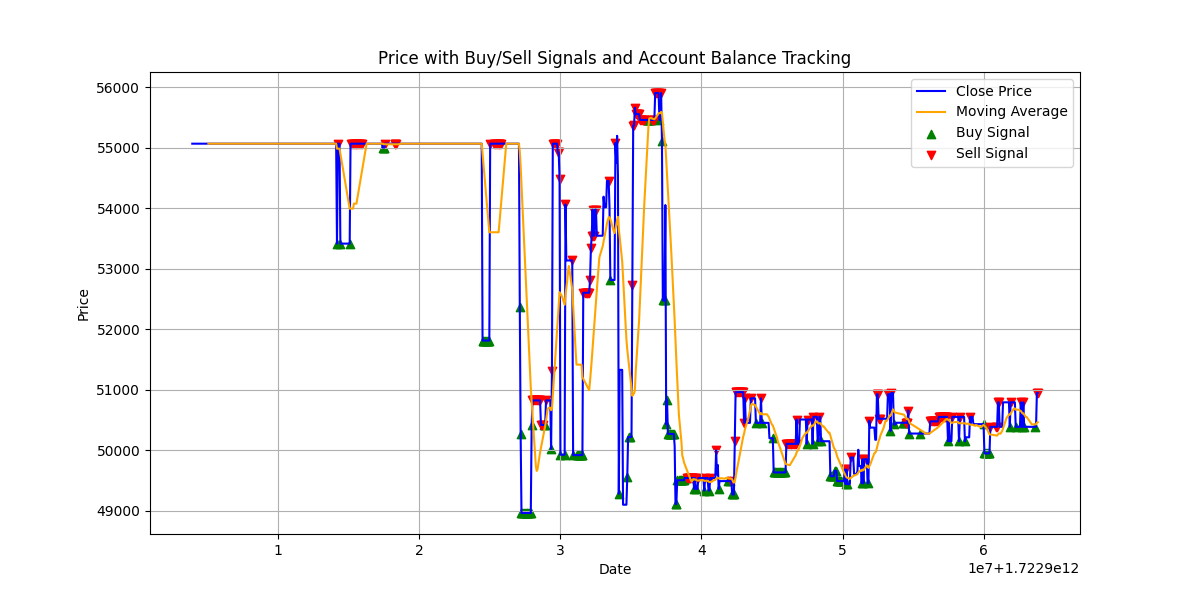 Price with Buy/Sell Signals and Account Balance Tracking
Close Price
Moving Average
Buy Signal
Sell Signal
56000
55000
54000
53000
52000
51000
50000
49000
Price
1 2 3 4 5 6
Date
1e7+1.7229e12